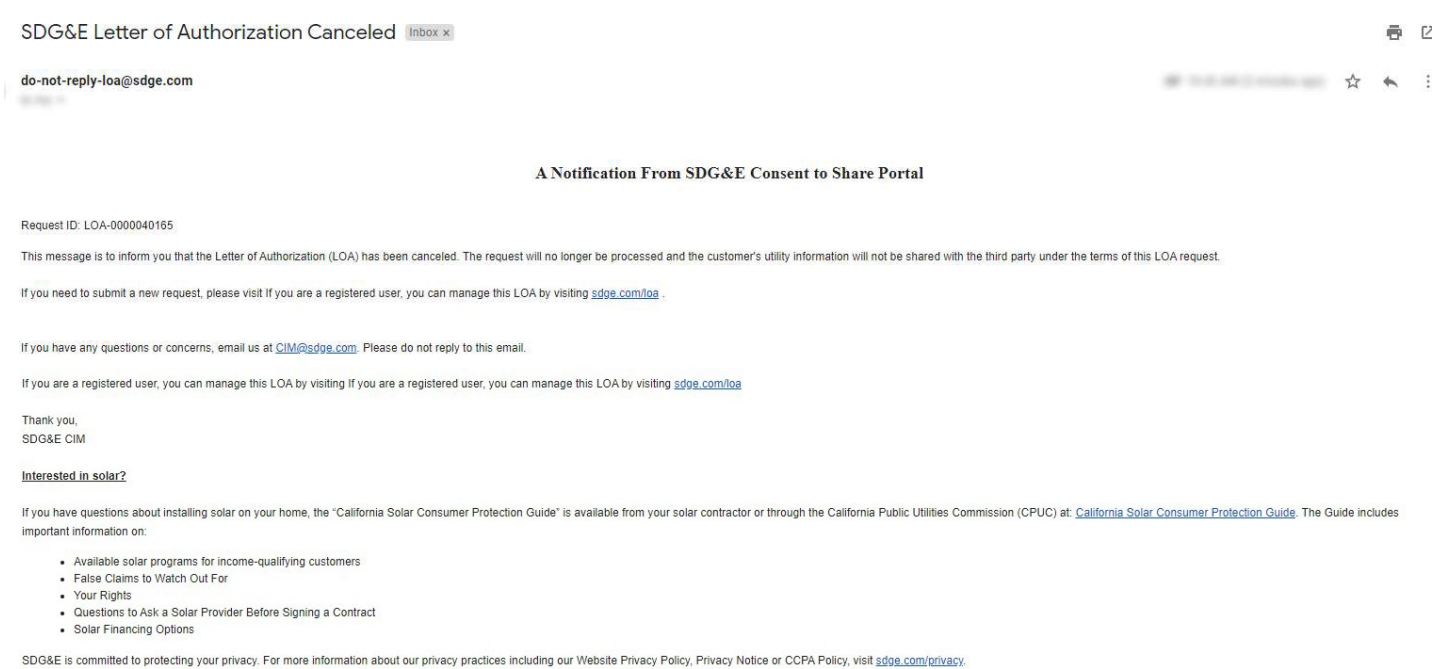 SDG&E Letter of Authorization Canceled Inbox ×
do-not-reply-loa@sdge.com
A Notification From SDG&E Consent to Share Portal
Request ID: LOA-0000040165
This message is to inform you that the Letter of Authorization (LOA) has been canceled. The request will no longer be processed and the customer's utility information will not be shared with the third party under the terms of this LOA request.
If you need to submit a new request, please visit If you are a registered user, you can manage this LOA by visiting sdge.com/loa .
If you have any questions or concerns, email us at CIM@sdge.com. Please do not reply to this email.
If you are a registered user, you can manage this LOA by visiting If you are a registered user, you can manage this LOA by visiting sdge.com/loa
Thank you,
SDG&E CIM
Interested in solar?
If you have questions about installing solar on your home, the “California Solar Consumer Protection Guide” is available from your solar contractor or through the California Public Utilities Commission (CPUC) at: California Solar Consumer Protection Guide. The Guide includes
important information on:
• Available solar programs for income-qualifying customers
• False Claims to Watch Out For
• Your Rights
• Questions to Ask a Solar Provider Before Signing a Contract
• Solar Financing Options
SDG&E is committed to protecting your privacy. For more information about our privacy practices including our Website Privacy Policy, Privacy Notice or CCPA Policy, visit sdge.com/privacy.